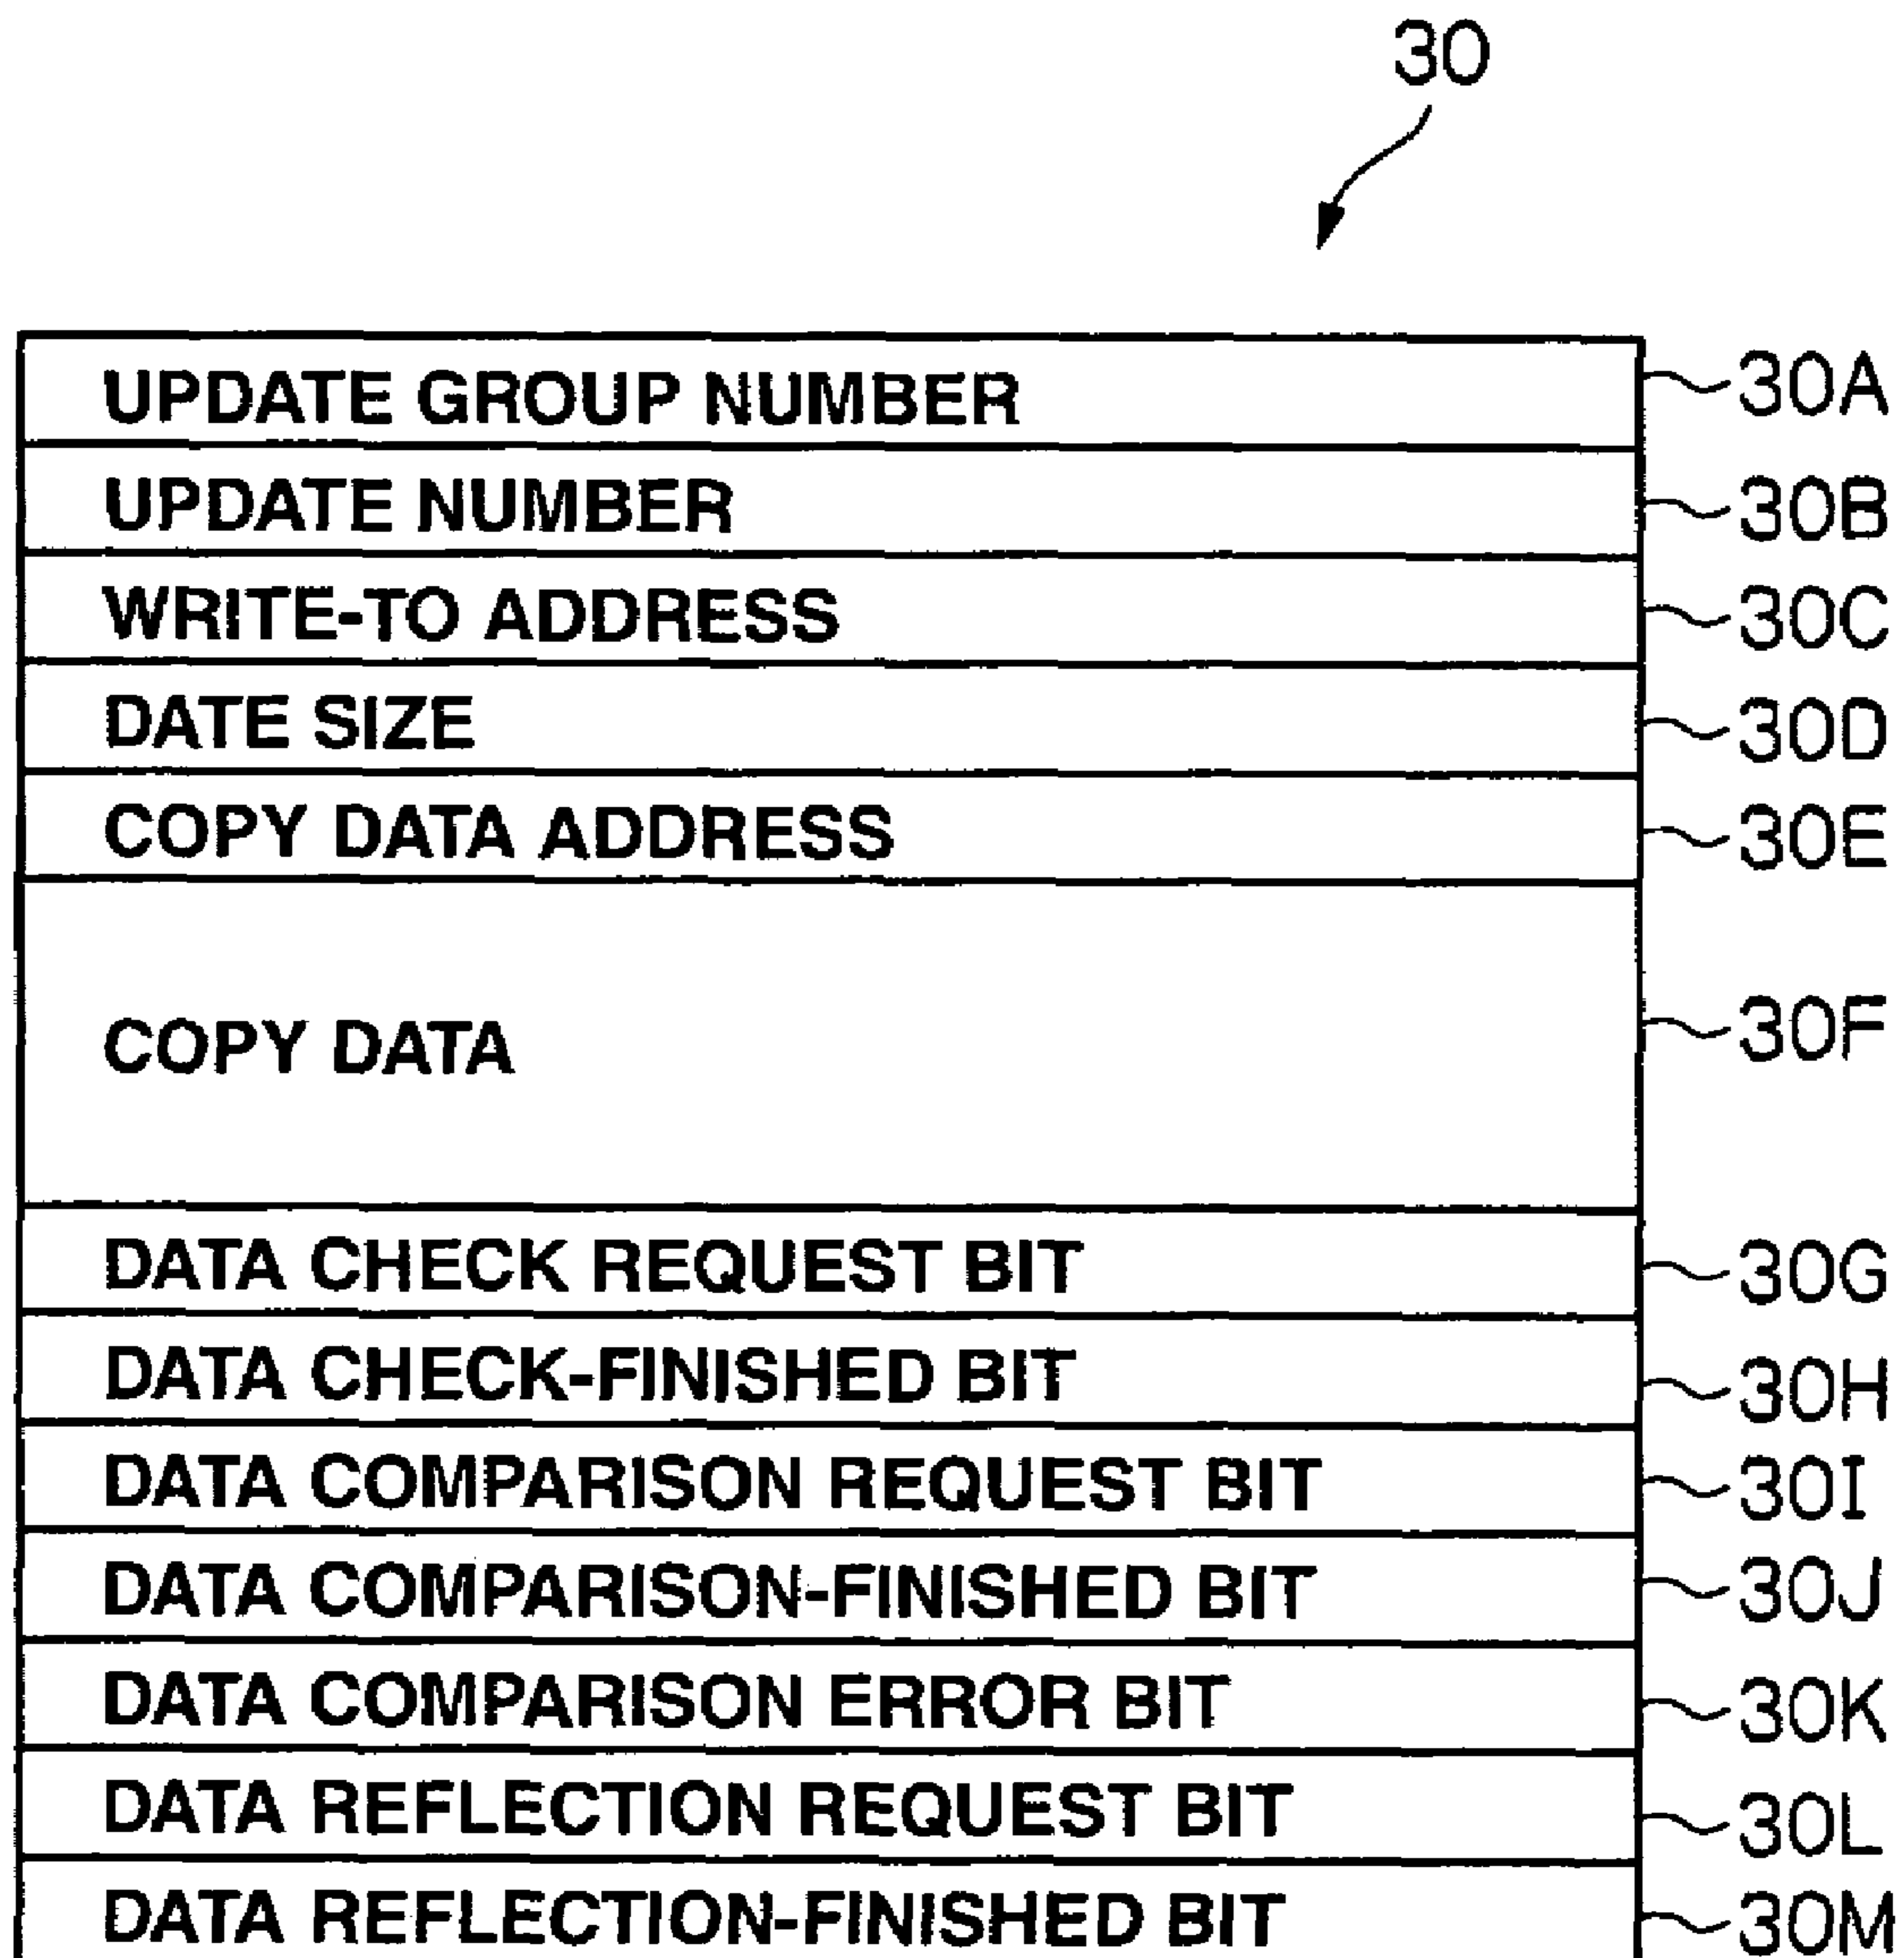 30
UPDATE GROUP NUMBER 30A
UPDATE NUMBER 30B
WRITE-TO ADDRESS 30C
DATE SIZE 30D
COPY DATA ADDRESS 30E
COPY DATA 30F
DATA CHECK REQUEST BIT 30G
DATA CHECK-FINISHED BIT 30H
DATA COMPARISON REQUEST BIT 30I
DATA COMPARISON-FINISHED BIT 30J
DATA COMPARISON ERROR BIT 30K
DATA REFLECTION REQUEST BIT 30L
DATA REFLECTION-FINISHED BIT 30M